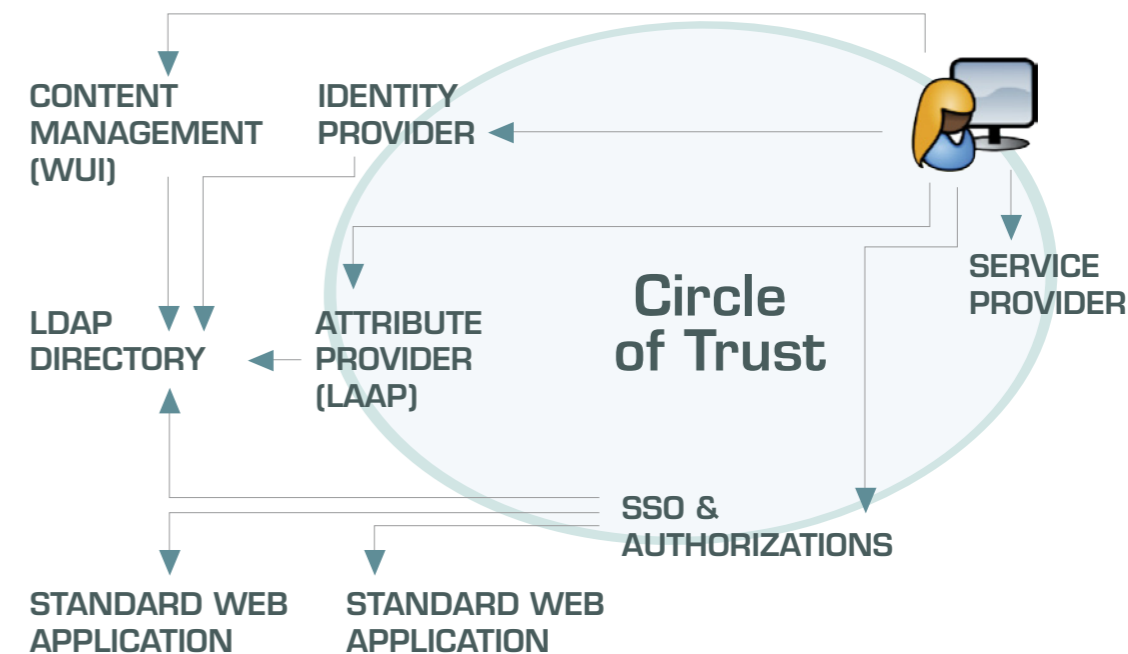 CONTENT
MANAGEMENT
(WUI)
IDENTITY
PROVIDER
SERVICE
PROVIDER
LDAP
DIRECTORY
ATTRIBUTE
PROVIDER
(LAAP)
Circle
of Trust
SSO &
AUTHORIZATIONS
STANDARD WEB
APPLICATION
STANDARD WEB
APPLICATION